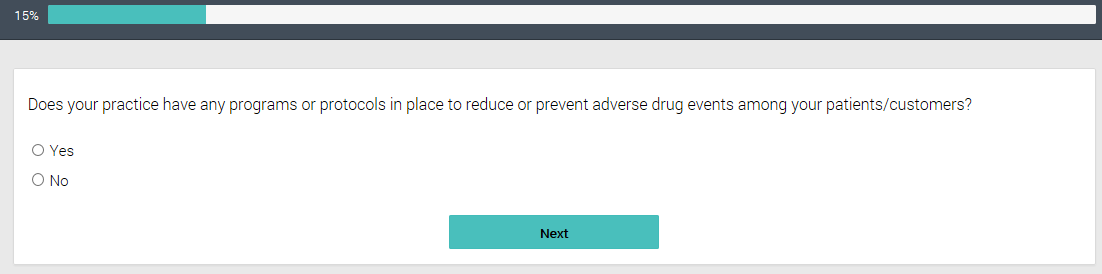 15%
Does your practice have any programs or protocols in place to reduce or prevent adverse drug events among your patients/customers?
Yes
No
Next